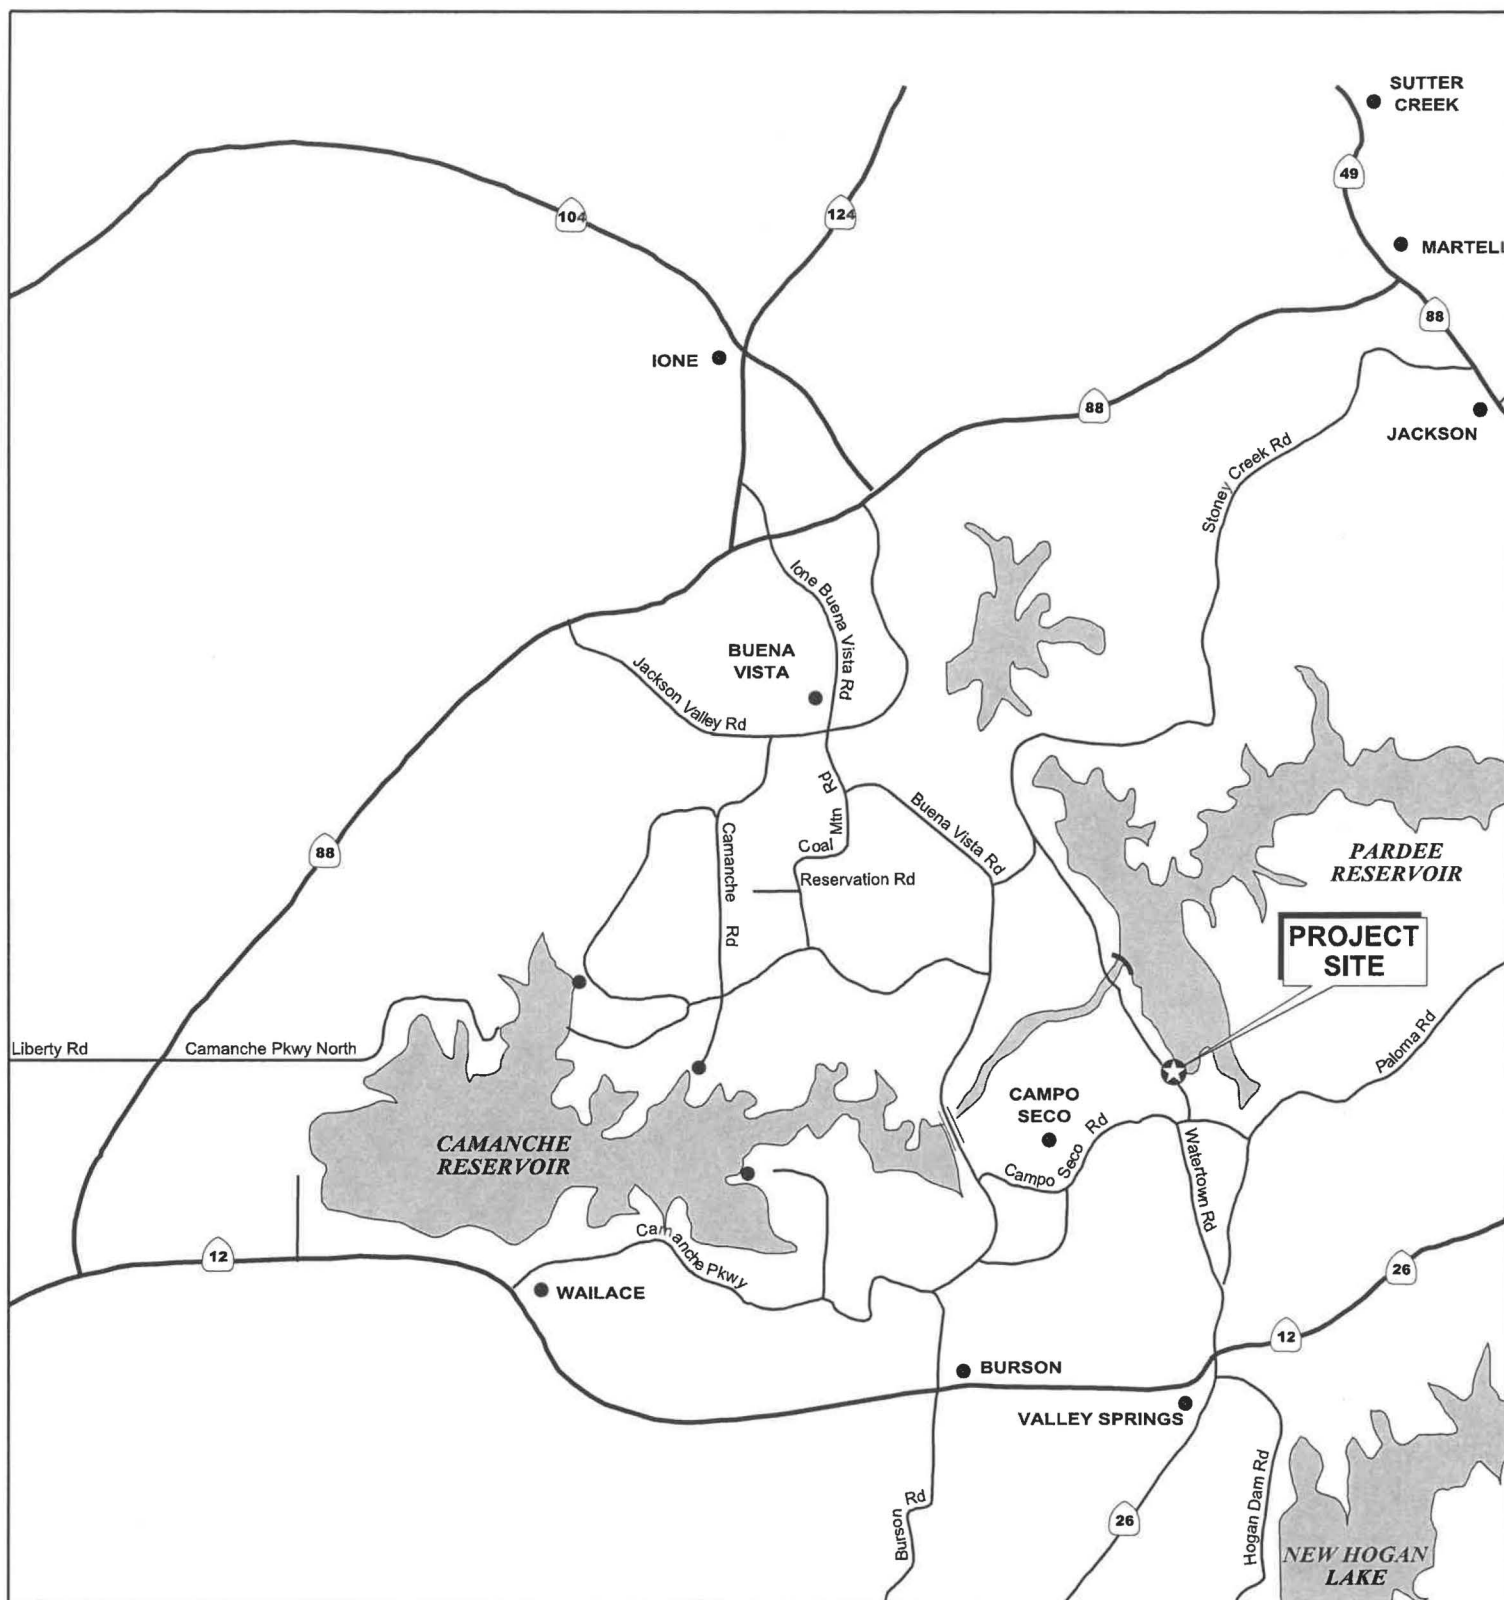 SUTTER
CREEK
49
104
124
MARTELL
88
IONE
88
JACKSON
Stoney Creek Rd
Ione Buena Vista Rd
BUENA
VISTA
Jackson Valley Rd
Coal Mtn Rd
Buena Vista Rd
Camanche Rd
88
PARDEE
RESERVOIR
Reservation Rd
PROJECT
SITE
Liberty Rd
Camanche Pkwy North
Paloma Rd
CAMPO
SECO
CAMANCHE
RESERVOIR
Campo Seco Rd
Watertown Rd
Camanche Pkwy
12
26
WAILACE
12
BURSON
VALLEY SPRINGS
Burson Rd
26
Hogan Dam Rd
NEW HOGAN
LAKE